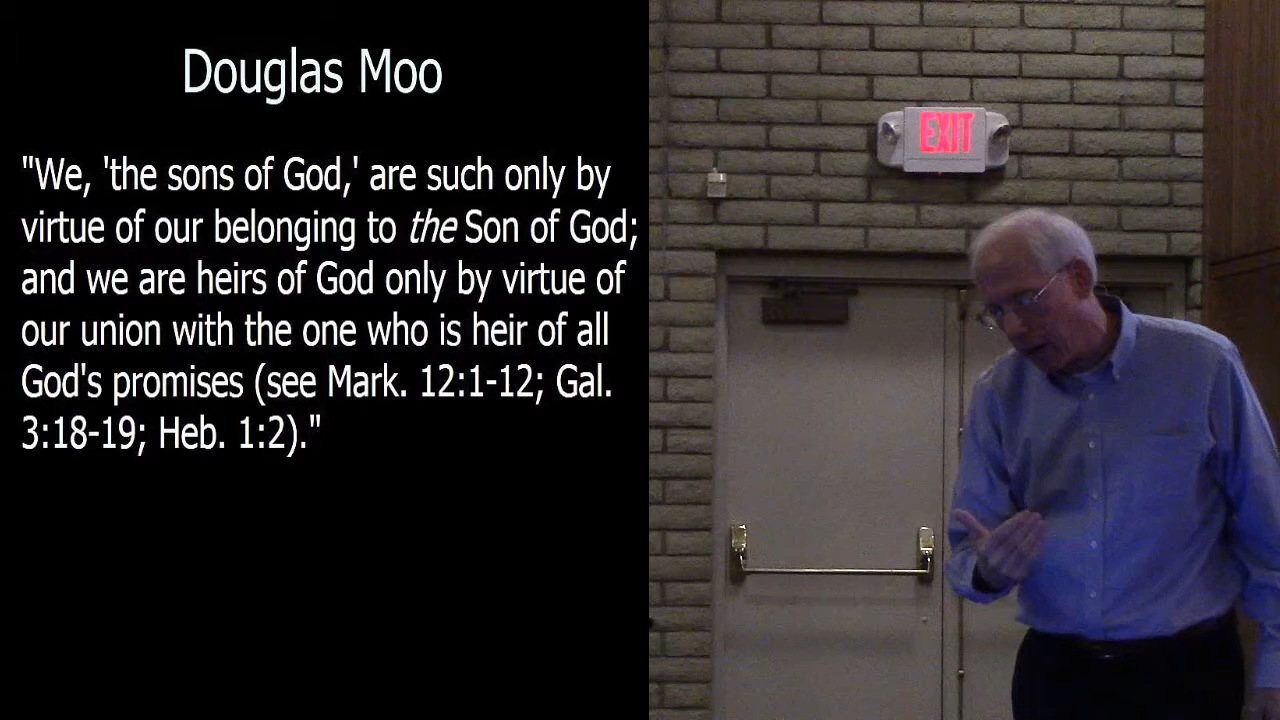 Douglas Moo
"We, 'the sons of God,' are such only by
virtue of our belonging to the Son of God;
and we are heirs of God only by virtue of
our union with the one who is heir of all
God's promises (see Mark. 12:1-12; Gal.
3:18-19; Heb. 1:2)."
EXIT